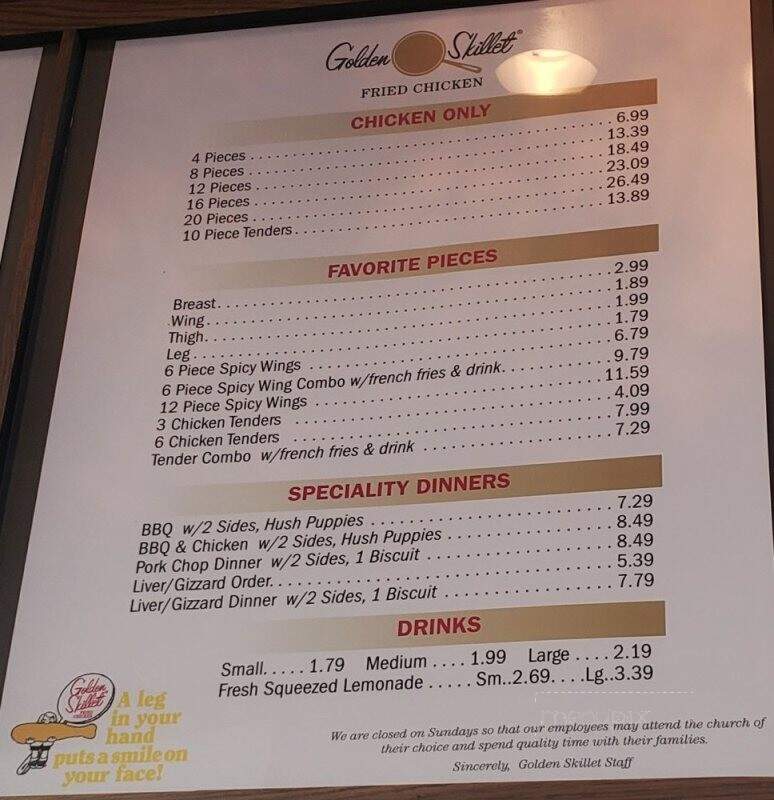 Golden Skillet®
FRIED CHICKEN
CHICKEN ONLY
4 Pieces . . . . . . . . . . . . . . . . . . . . . . . . . . . . . . . . . . 6.99
8 Pieces . . . . . . . . . . . . . . . . . . . . . . . . . . . . . . . . . . 13.39
12 Pieces . . . . . . . . . . . . . . . . . . . . . . . . . . . . . . . . . 18.49
16 Pieces . . . . . . . . . . . . . . . . . . . . . . . . . . . . . . . . . 23.09
20 Pieces . . . . . . . . . . . . . . . . . . . . . . . . . . . . . . . . . 26.49
10 Piece Tenders. . . . . . . . . . . . . . . . . . . . . . . . . . . . 13.89
FAVORITE PIECES
Breast. . . . . . . . . . . . . . . . . . . . . . . . . . . . . . . . . . . . 2.99
Wing. . . . . . . . . . . . . . . . . . . . . . . . . . . . . . . . . . . . . 1.89
Thigh. . . . . . . . . . . . . . . . . . . . . . . . . . . . . . . . . . . . 1.99
Leg . . . . . . . . . . . . . . . . . . . . . . . . . . . . . . . . . . . . . 1.79
6 Piece Spicy Wings . . . . . . . . . . . . . . . . . . . . . . . . . 6.79
6 Piece Spicy Wing Combo w/french fries & drink. . . . . . . . . 9.79
12 Piece Spicy Wings . . . . . . . . . . . . . . . . . . . . . . . . 11.59
3 Chicken Tenders . . . . . . . . . . . . . . . . . . . . . . . . . . 4.09
6 Chicken Tenders . . . . . . . . . . . . . . . . . . . . . . . . . . 7.99
Tender Combo w/french fries & drink . . . . . . . . . . . . . . . 7.29
SPECIALITY DINNERS
BBQ w/2 Sides, Hush Puppies . . . . . . . . . . . . . . . . . . . 7.29
BBQ & Chicken w/2 Sides, Hush Puppies . . . . . . . . . . . . . 8.49
Pork Chop Dinner w/2 Sides, 1 Biscuit . . . . . . . . . . . . . . 8.49
Liver/Gizzard Order. . . . . . . . . . . . . . . . . . . . . . . . . . 5.39
Liver/Gizzard Dinner w/2 Sides, 1 Biscuit . . . . . . . . . . . . 7.79
DRINKS
Small. . . . . 1.79 Medium . . . . 1.99 Large . . . . 2.19
Fresh Squeezed Lemonade . . . . . Sm..2.69. . . .Lg..3.39
Golden
Skillet
FRIED
CHICKEN
A leg
in your
hand
puts a smile on
your face!
We are closed on Sundays so that our employees may attend the church of
their choice and spend quality time with their families.
Sincerely, Golden Skillet Staff